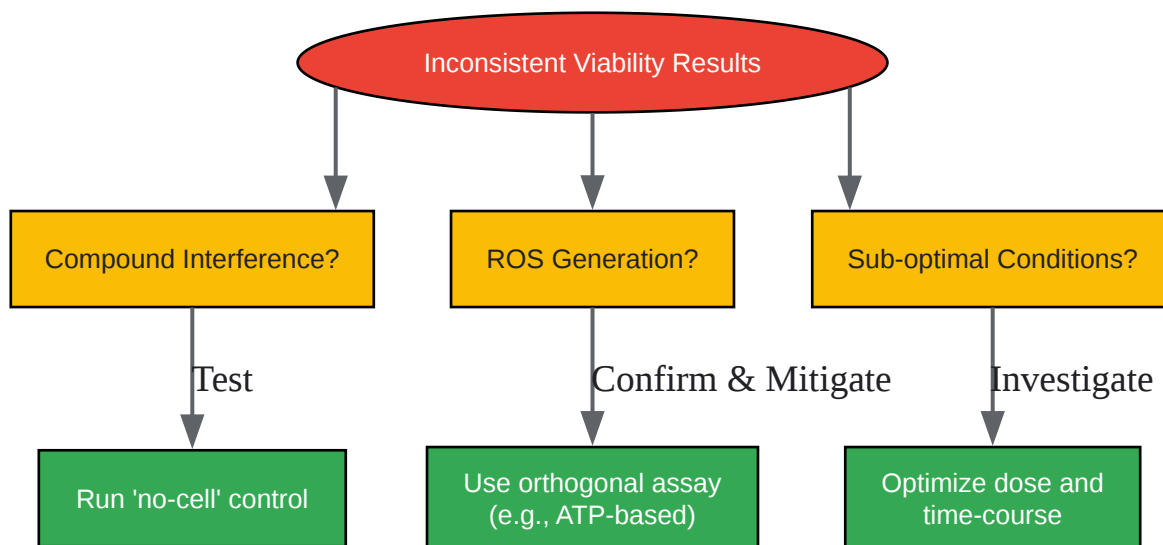 Inconsistent Viability Results
Compound Interference?
ROS Generation?
Sub-optimal Conditions?
Test
Confirm & Mitigate
Investigate
Run 'no-cell' control
Use orthogonal assay
(e.g., ATP-based)
Optimize dose and
time-course